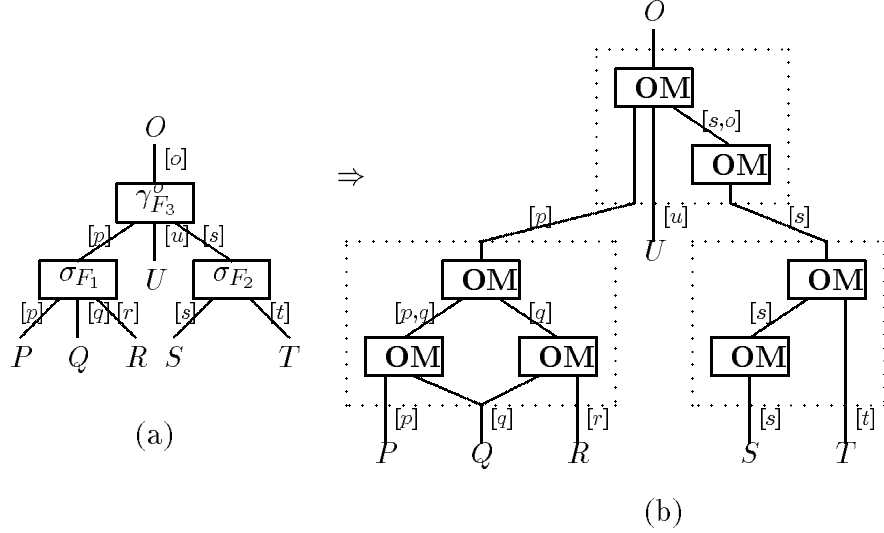 O
OM
[s,o]
O
[o]
⇒
OM
γ^o_{F_3}
[p] [u] [s]
[p] [u] [s]
σ_{F_1} U σ_{F_2}
U
OM OM
[p] [q] [r] [s] [t]
[p,q] [q] [s]
P Q R S T
OM OM OM
[p] [q] [r] [s] [t]
(a)
P Q R S T
(b)